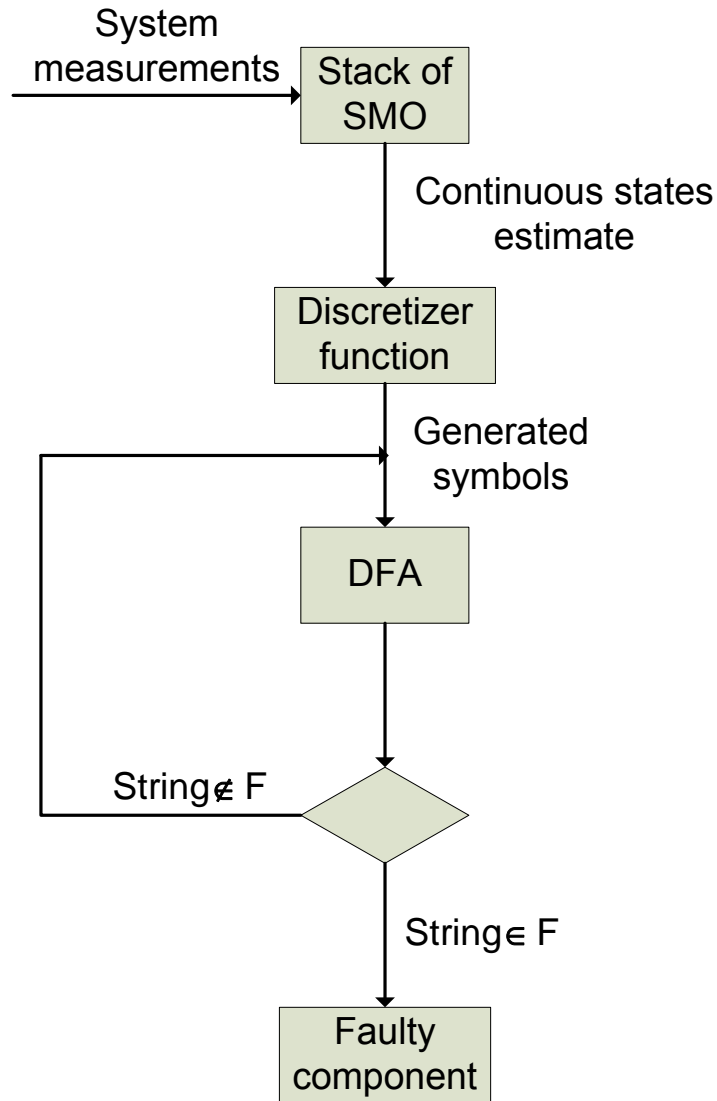 System
measurements
Stack of
SMO
Continuous states
estimate
Discretizer
function
Generated
symbols
DFA
String∉ F
String∈ F
Faulty
component